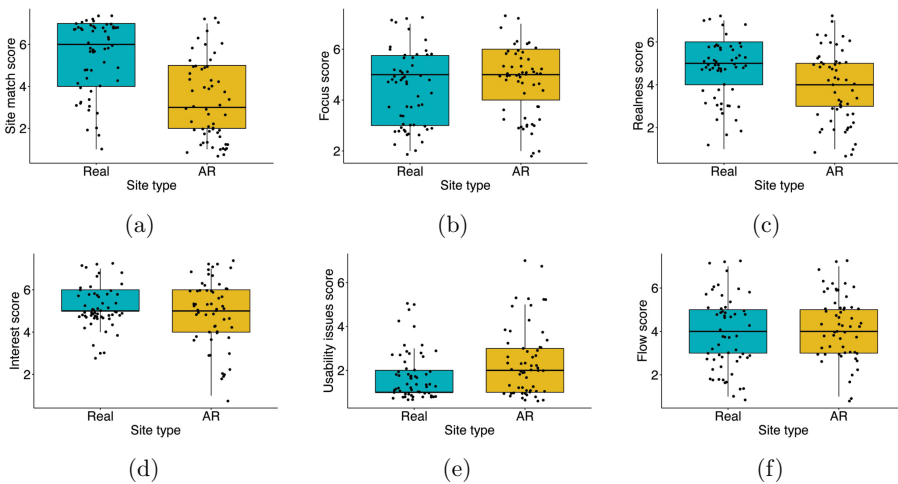 Site match score
6
4
2
Real AR
Site type
(a)
Focus score
6
4
2
Real AR
Site type
(b)
Realness score
6
4
2
Real AR
Site type
(c)
Interest score
6
4
2
Real AR
Site type
(d)
Usability issues score
6
4
2
Real AR
Site type
(e)
Flow score
6
4
2
Real AR
Site type
(f)